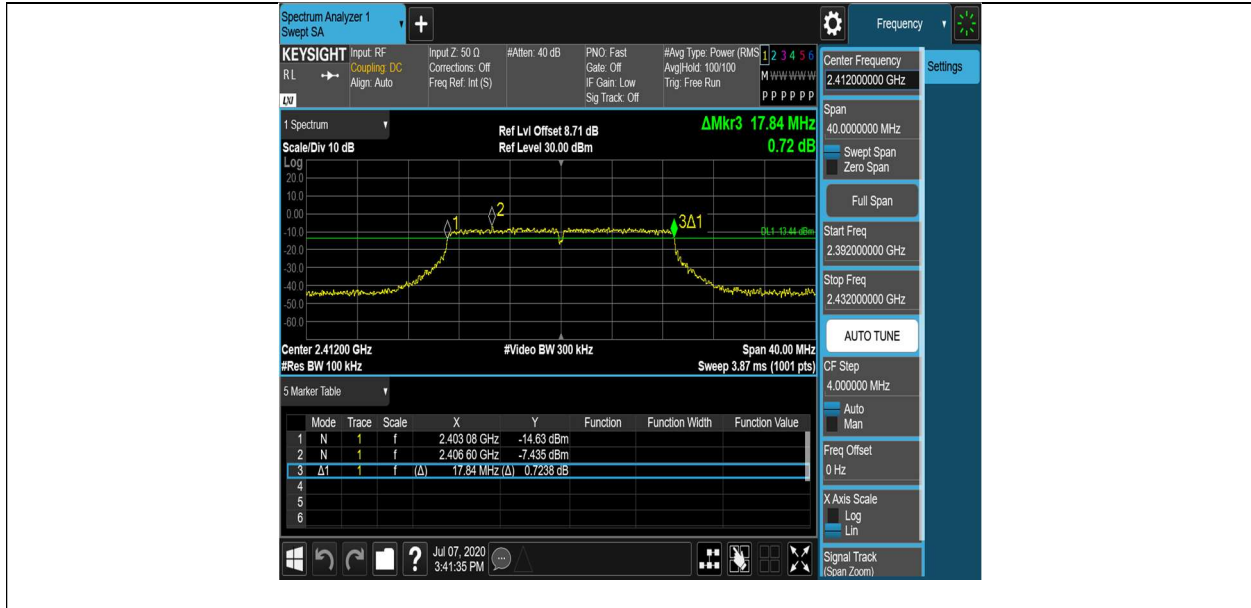 Spectrum Analyzer 1
Swept SA
+
Frequency
KEYSIGHT
RL
LXI
Input: RF
Coupling: DC
Align: Auto
Input Z: 50 Ω
Corrections: Off
Freq Ref: Int (S)
#Atten: 40 dB
PNO: Fast
Gate: Off
IF Gain: Low
Sig Track: Off
#Avg Type: Power (RMS
Avg|Hold: 100/100
Trig: Free Run
1 2 3 4 5 6
M W W W W W
P P P P P P
Center Frequency
2.412000000 GHz
Settings
Span
40.0000000 MHz
Swept Span
Zero Span
Full Span
Start Freq
2.392000000 GHz
Stop Freq
2.432000000 GHz
AUTO TUNE
CF Step
4.000000 MHz
Auto
Man
Freq Offset
0 Hz
X Axis Scale
Log
Lin
Signal Track
(Span Zoom)
1 Spectrum
Scale/Div 10 dB
Ref Lvl Offset 8.71 dB
Ref Level 30.00 dBm
ΔMkr3 17.84 MHz
0.72 dB
Log
20.0
10.0
0.00
-10.0
-20.0
-30.0
-40.0
-50.0
-60.0
1
2
3Δ1
DL1 -13.44 dBm
Center 2.41200 GHz
#Video BW 300 kHz
Span 40.00 MHz
#Res BW 100 kHz
Sweep 3.87 ms (1001 pts)
5 Marker Table
Mode Trace Scale X Y Function Function Width Function Value
1 N 1 f 2.403 08 GHz -14.63 dBm
2 N 1 f 2.406 60 GHz -7.435 dBm
3 Δ1 1 f (Δ) 17.84 MHz (Δ) 0.7238 dB
4
5
6
?
Jul 07, 2020
3:41:35 PM